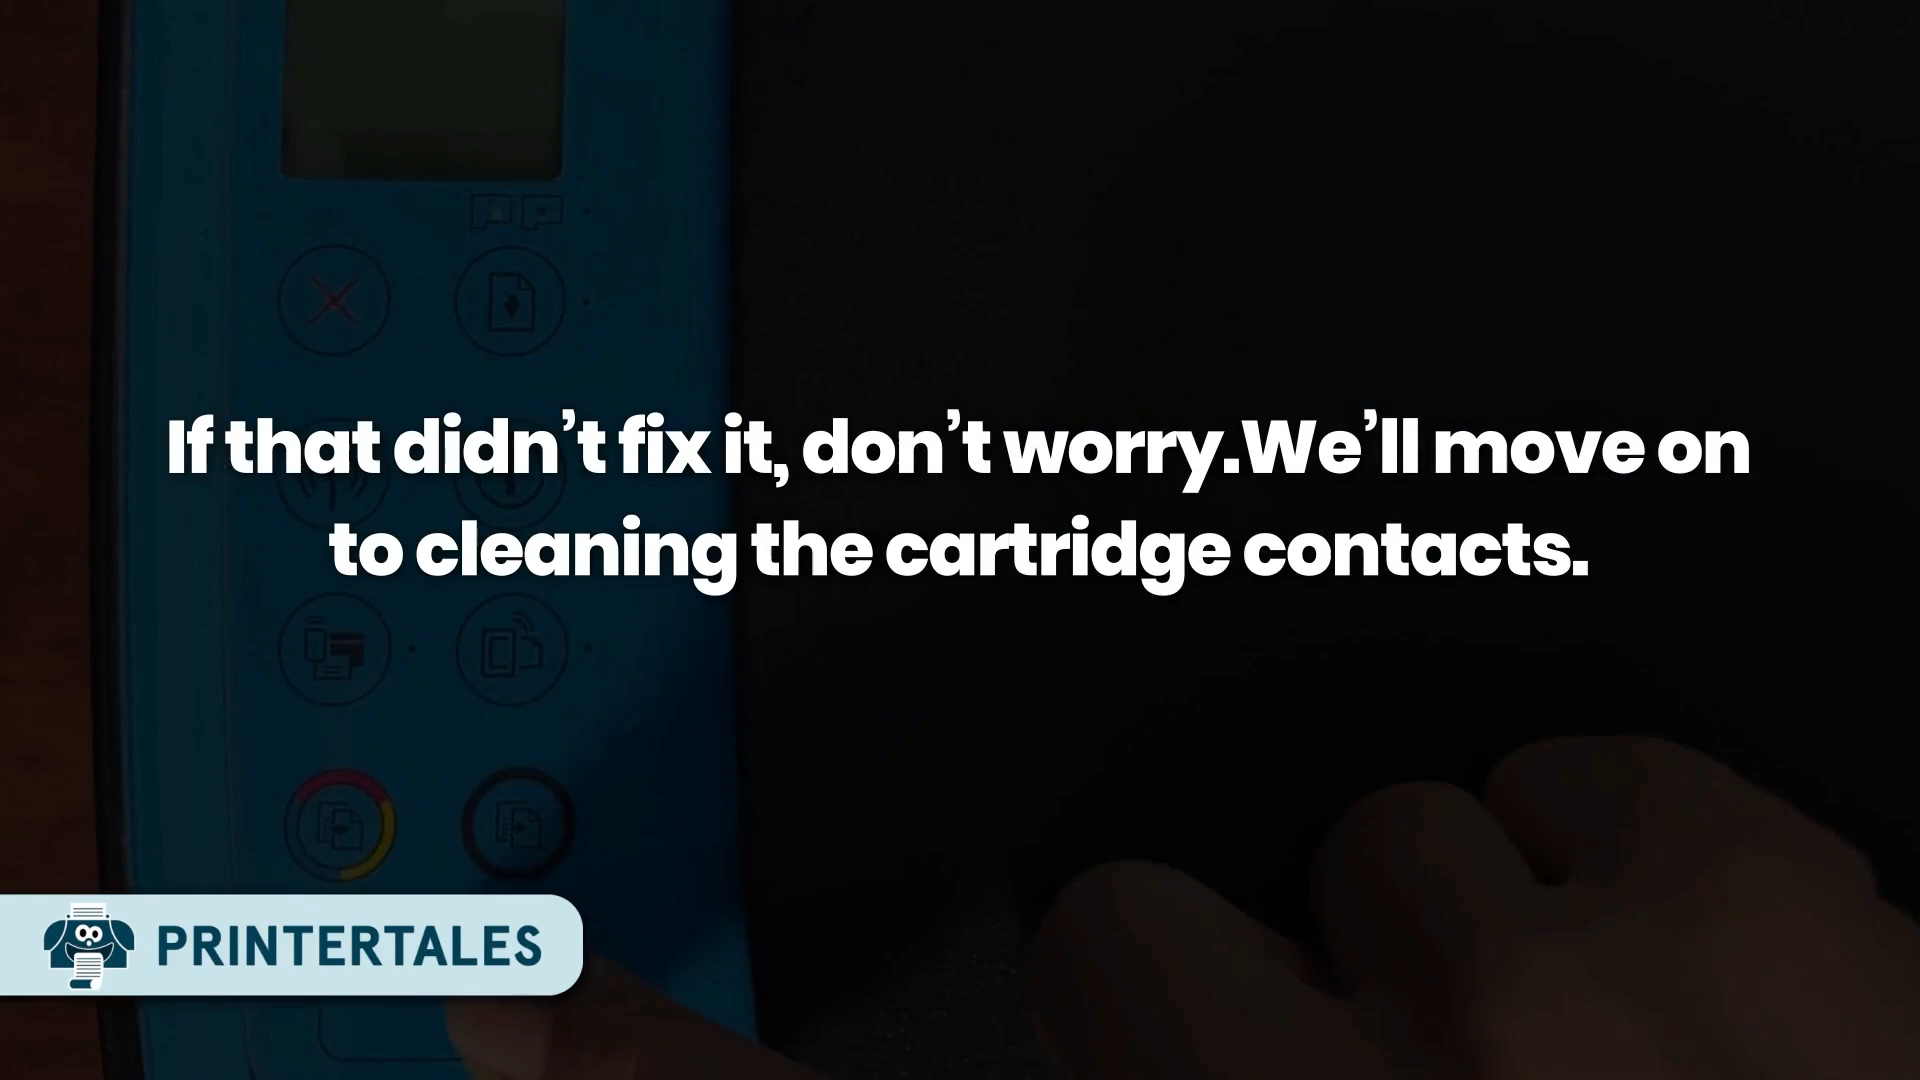 If that didn’t fix it, don’t worry.We’ll move on
to cleaning the cartridge contacts.
PRINTERTALES